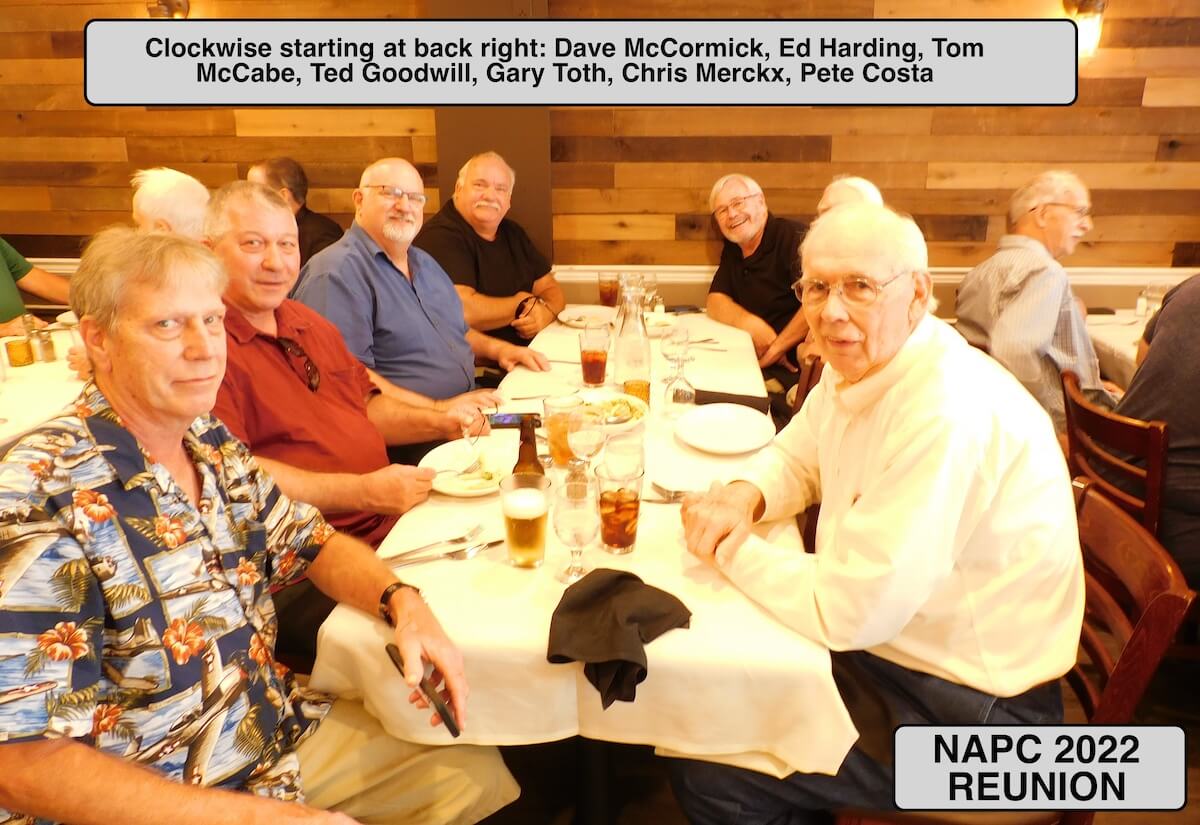 Clockwise starting at back right: Dave McCormick, Ed Harding, Tom
McCabe, Ted Goodwill, Gary Toth, Chris Merckx, Pete Costa
NAPC 2022
REUNION